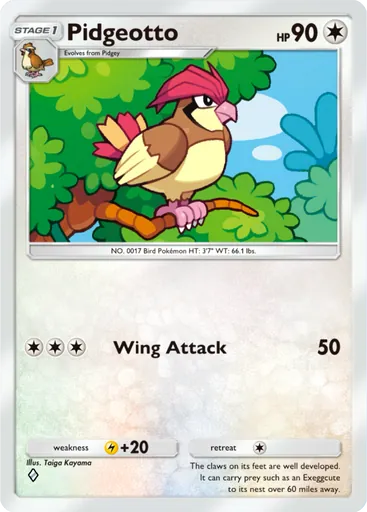 STAGE 1
Pidgeotto
HP 90
Evolves from Pidgey
NO. 0017 Bird Pokémon HT: 3'7" WT: 66.1 lbs.
Wing Attack 50
weakness +20 retreat
Illus. Taiga Kayama
The claws on its feet are well developed.
It can carry prey such as an Exeggcute
to its nest over 60 miles away.